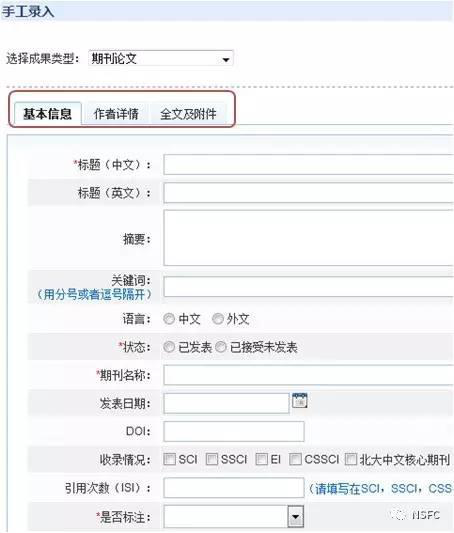 手工录入
选择成果类型： 期刊论文
基本信息 作者详情 全文及附件
*标题（中文）：
标题（英文）：
摘要：
关键词：
（用分号或者逗号隔开）
语言： 中文 外文
*状态： 已发表 已接受未发表
*期刊名称：
发表日期：
DOI：
收录情况： SCI SSCI EI CSSCI 北大中文核心期刊
引用次数（ISI）： （请填写在SCI，SSCI，CSS
*是否标注：
NSFC